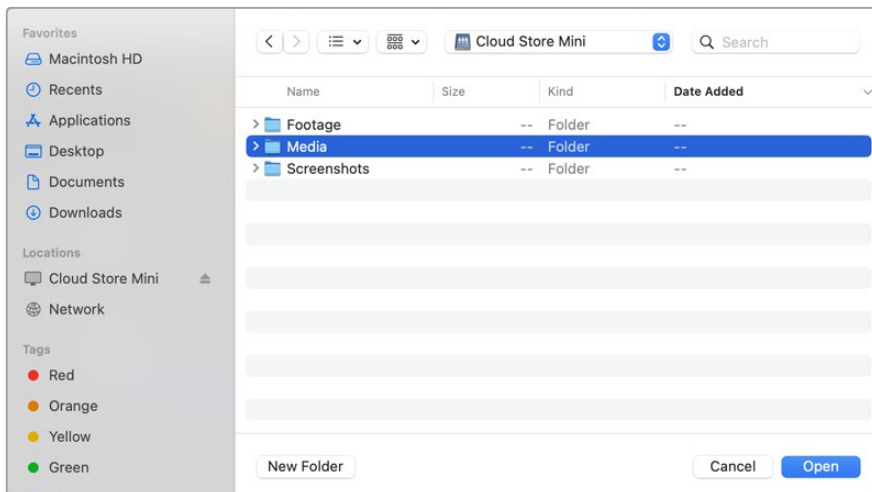 Favorites
Macintosh HD
Recents
Applications
Desktop
Documents
Downloads
Locations
Cloud Store Mini
Network
Tags
Red
Orange
Yellow
Green
Cloud Store Mini
Search
Name Size Kind Date Added
Footage -- Folder --
Media -- Folder --
Screenshots -- Folder --
New Folder Cancel Open